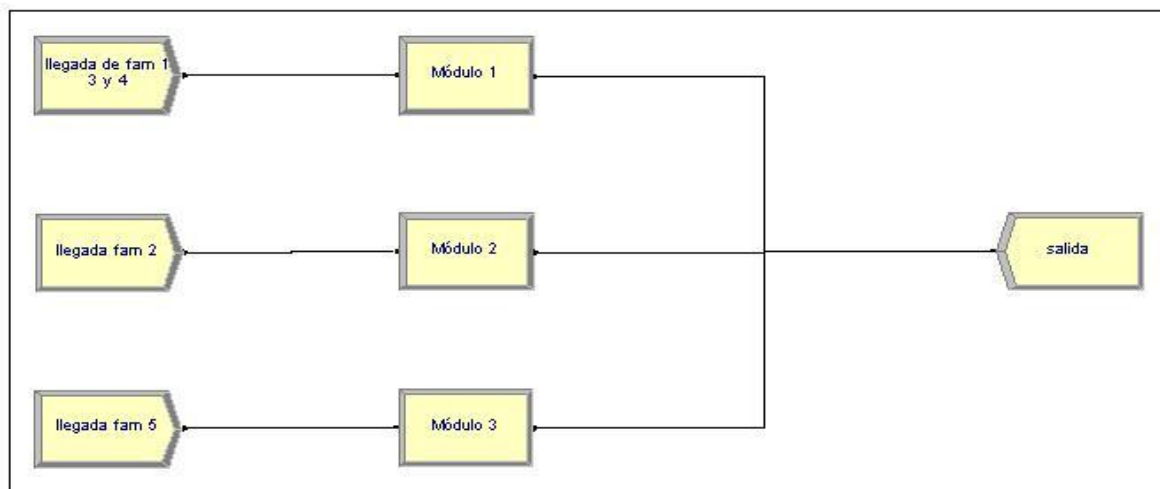 llegada de fam 1
3 y 4
Módulo 1
llegada fam 2
Módulo 2
salida
llegada fam 5
Módulo 3